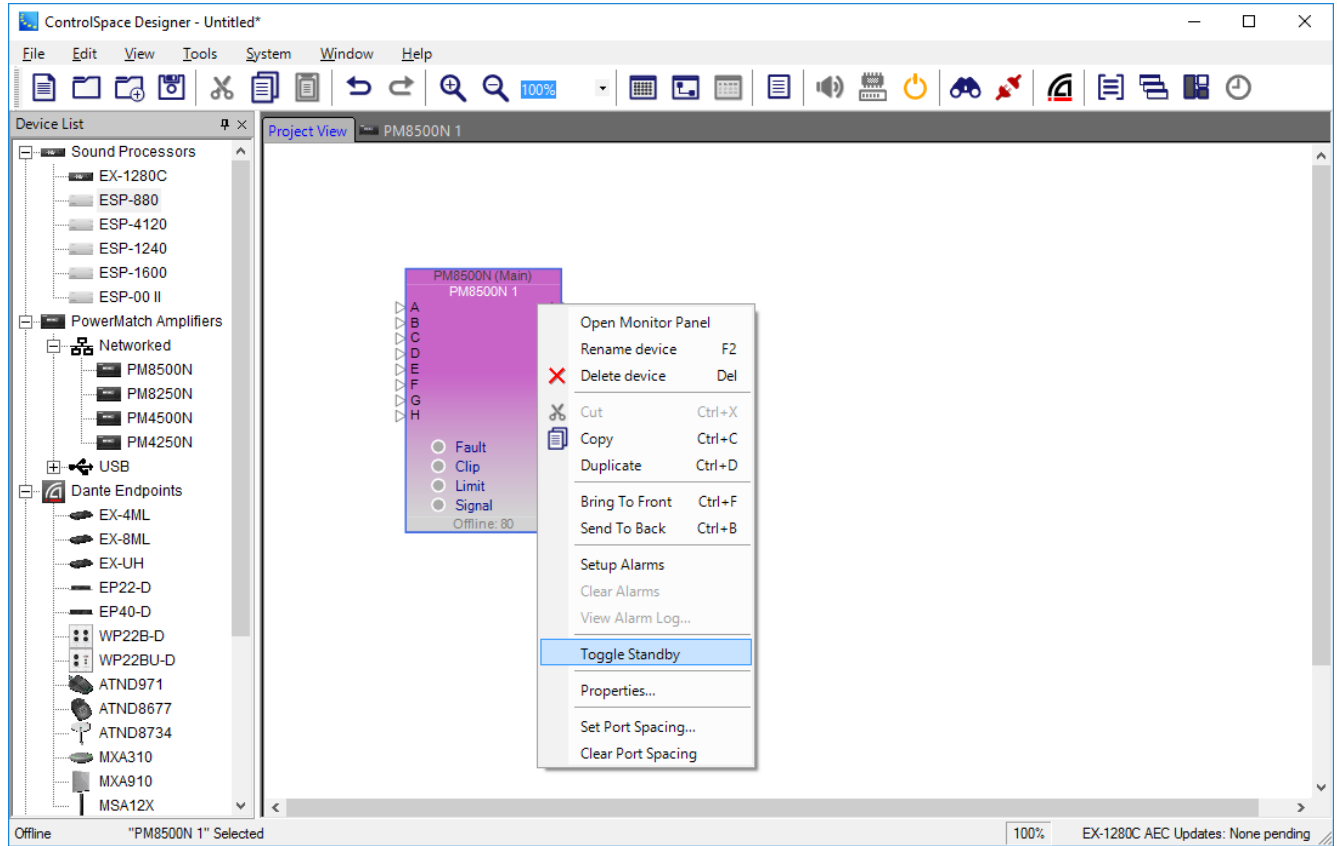 ControlSpace Designer - Untitled*
File Edit View Tools System Window Help
100%
Device List
Project View PM8500N 1
Sound Processors
EX-1280C
ESP-880
ESP-4120
ESP-1240
ESP-1600
ESP-00 II
PowerMatch Amplifiers
Networked
PM8500N
PM8250N
PM4500N
PM4250N
USB
Dante Endpoints
EX-4ML
EX-8ML
EX-UH
EP22-D
EP40-D
WP22B-D
WP22BU-D
ATND971
ATND8677
ATND8734
MXA310
MXA910
MSA12X
PM8500N (Main)
PM8500N 1
A
B
C
D
E
F
G
H
Fault
Clip
Limit
Signal
Offline: 80
Open Monitor Panel
Rename device F2
Delete device Del
Cut Ctrl+X
Copy Ctrl+C
Duplicate Ctrl+D
Bring To Front Ctrl+F
Send To Back Ctrl+B
Setup Alarms
Clear Alarms
View Alarm Log...
Toggle Standby
Properties...
Set Port Spacing...
Clear Port Spacing
Offline "PM8500N 1" Selected 100% EX-1280C AEC Updates: None pending